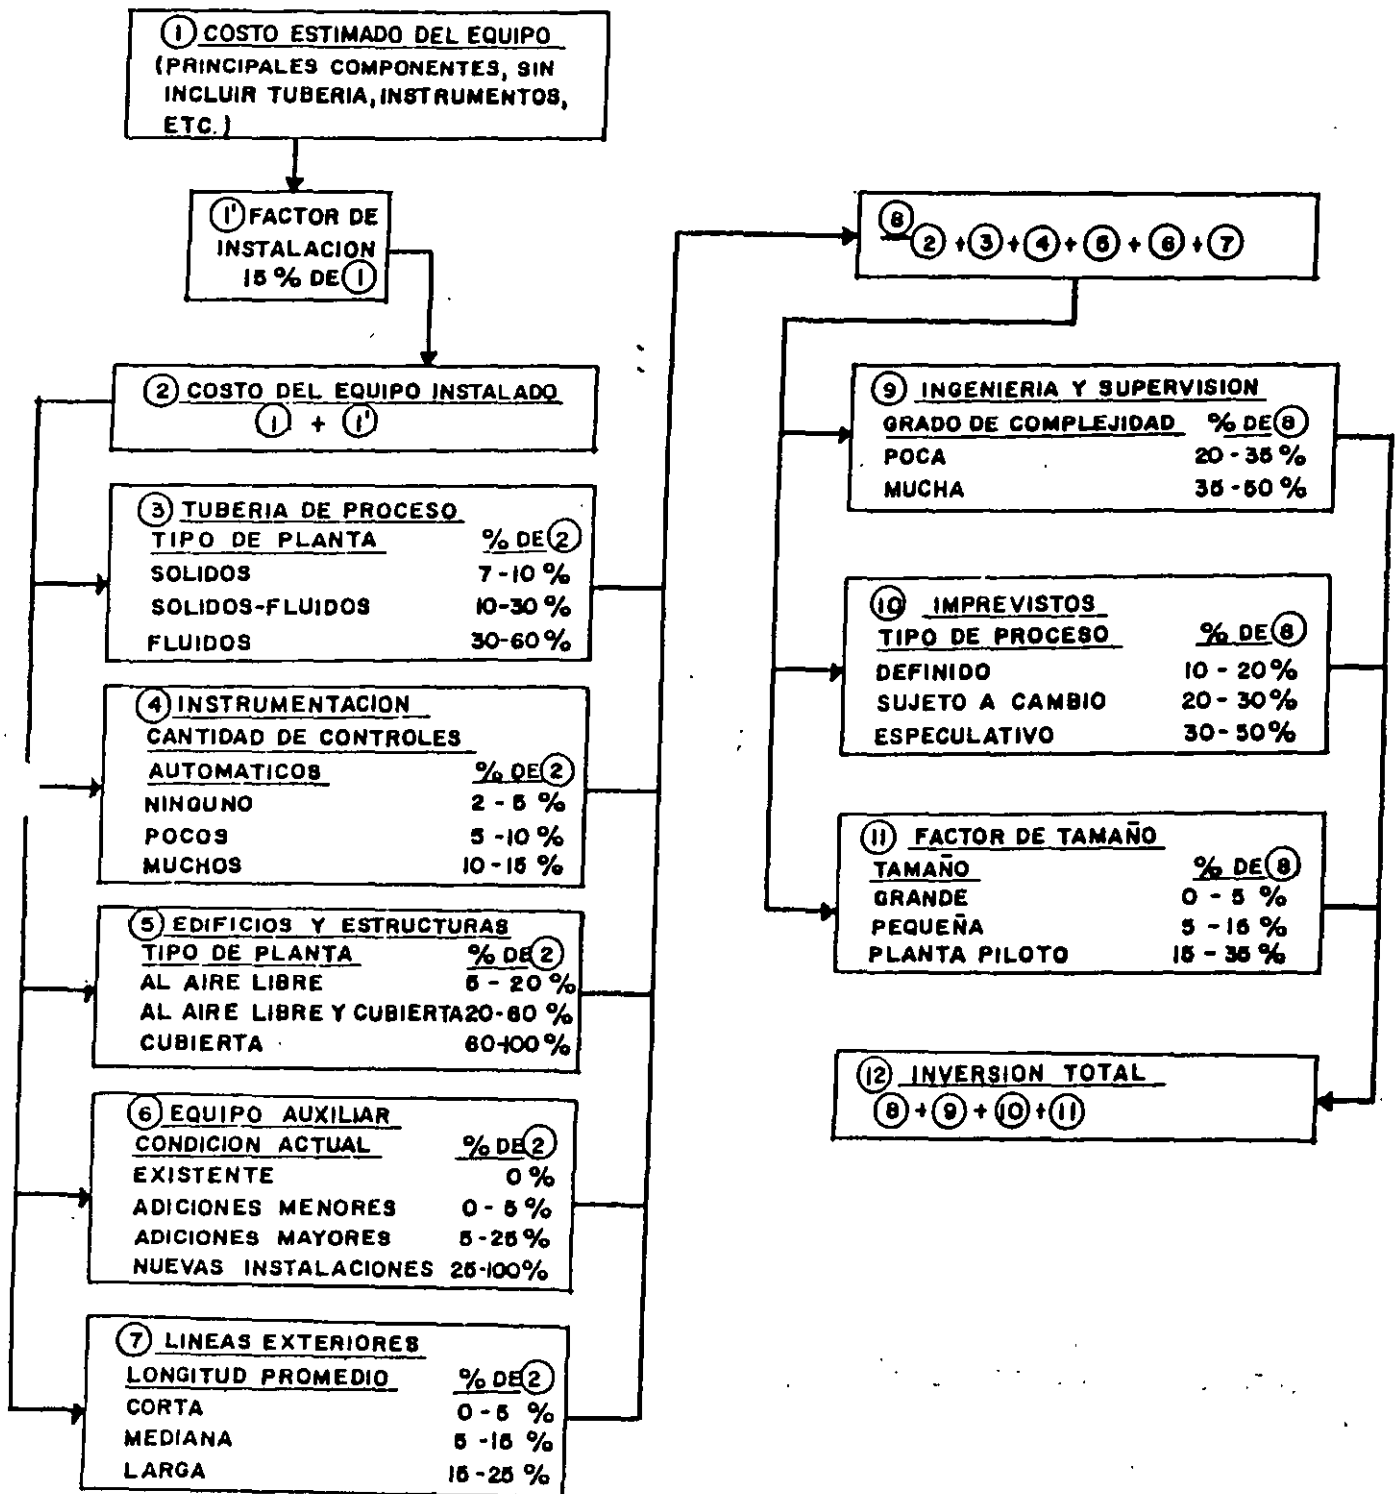 ① COSTO ESTIMADO DEL EQUIPO
(PRINCIPALES COMPONENTES, SIN
INCLUIR TUBERIA, INSTRUMENTOS,
ETC.)
①' FACTOR DE
INSTALACION
15 % DE ①
② COSTO DEL EQUIPO INSTALADO
① + ①'
③ TUBERIA DE PROCESO
TIPO DE PLANTA % DE ②
SOLIDOS 7-10 %
SOLIDOS-FLUIDOS 10-30 %
FLUIDOS 30-60 %
④ INSTRUMENTACION
CANTIDAD DE CONTROLES
AUTOMATICOS % DE ②
NINGUNO 2 - 5 %
POCOS 5 -10 %
MUCHOS 10-15 %
⑤ EDIFICIOS Y ESTRUCTURAS
TIPO DE PLANTA % DE ②
AL AIRE LIBRE 5 - 20 %
AL AIRE LIBRE Y CUBIERTA 20-60 %
CUBIERTA 60-100 %
⑥ EQUIPO AUXILIAR
CONDICION ACTUAL % DE ②
EXISTENTE 0 %
ADICIONES MENORES 0 - 5 %
ADICIONES MAYORES 5-25 %
NUEVAS INSTALACIONES 25-100%
⑦ LINEAS EXTERIORES
LONGITUD PROMEDIO % DE ②
CORTA 0 - 5 %
MEDIANA 5 -15 %
LARGA 15 -25 %
⑧
② + ③ + ④ + ⑤ + ⑥ + ⑦
⑨ INGENIERIA Y SUPERVISION
GRADO DE COMPLEJIDAD % DE ⑧
POCA 20 - 35 %
MUCHA 35 -50 %
⑩ IMPREVISTOS
TIPO DE PROCESO % DE ⑧
DEFINIDO 10 - 20%
SUJETO A CAMBIO 20 - 30%
ESPECULATIVO 30- 50%
⑪ FACTOR DE TAMAÑO
TAMAÑO % DE ⑧
GRANDE 0 - 5 %
PEQUEÑA 5 - 15 %
PLANTA PILOTO 15 - 35 %
⑫ INVERSION TOTAL
⑧ + ⑨ + ⑩ + ⑪